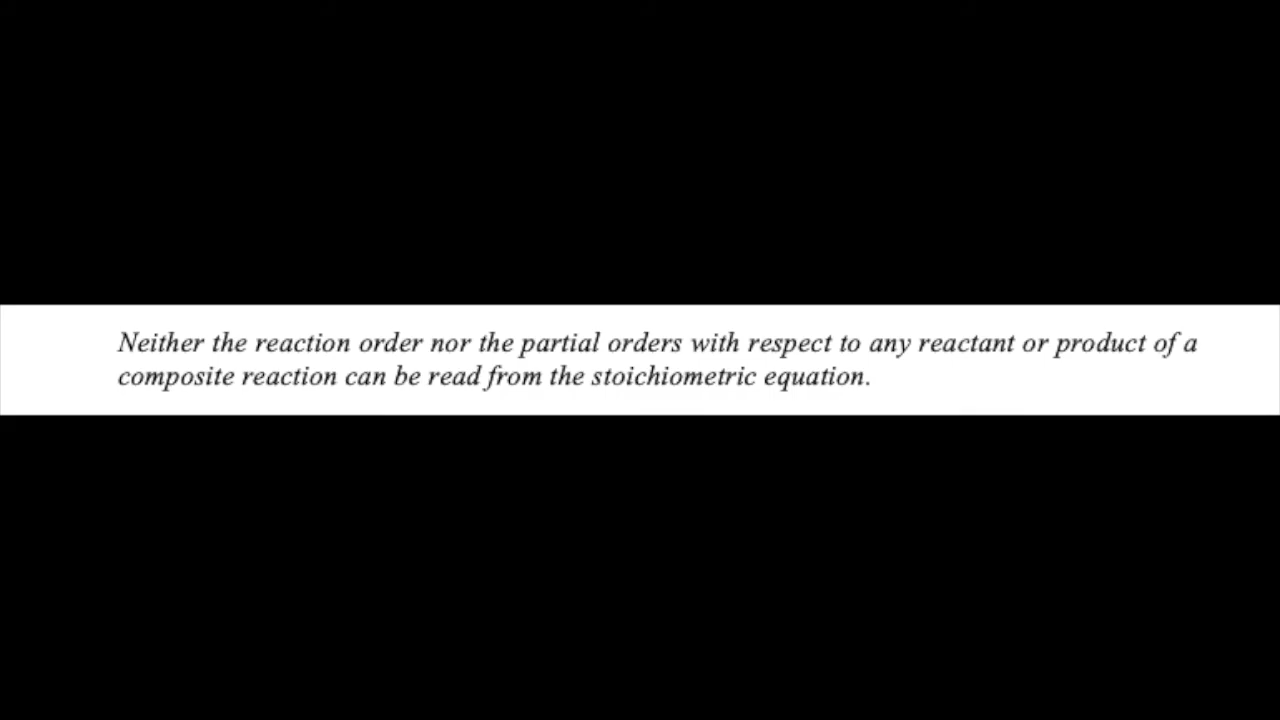 Neither the reaction order nor the partial orders with respect to any reactant or product of a
composite reaction can be read from the stoichiometric equation.